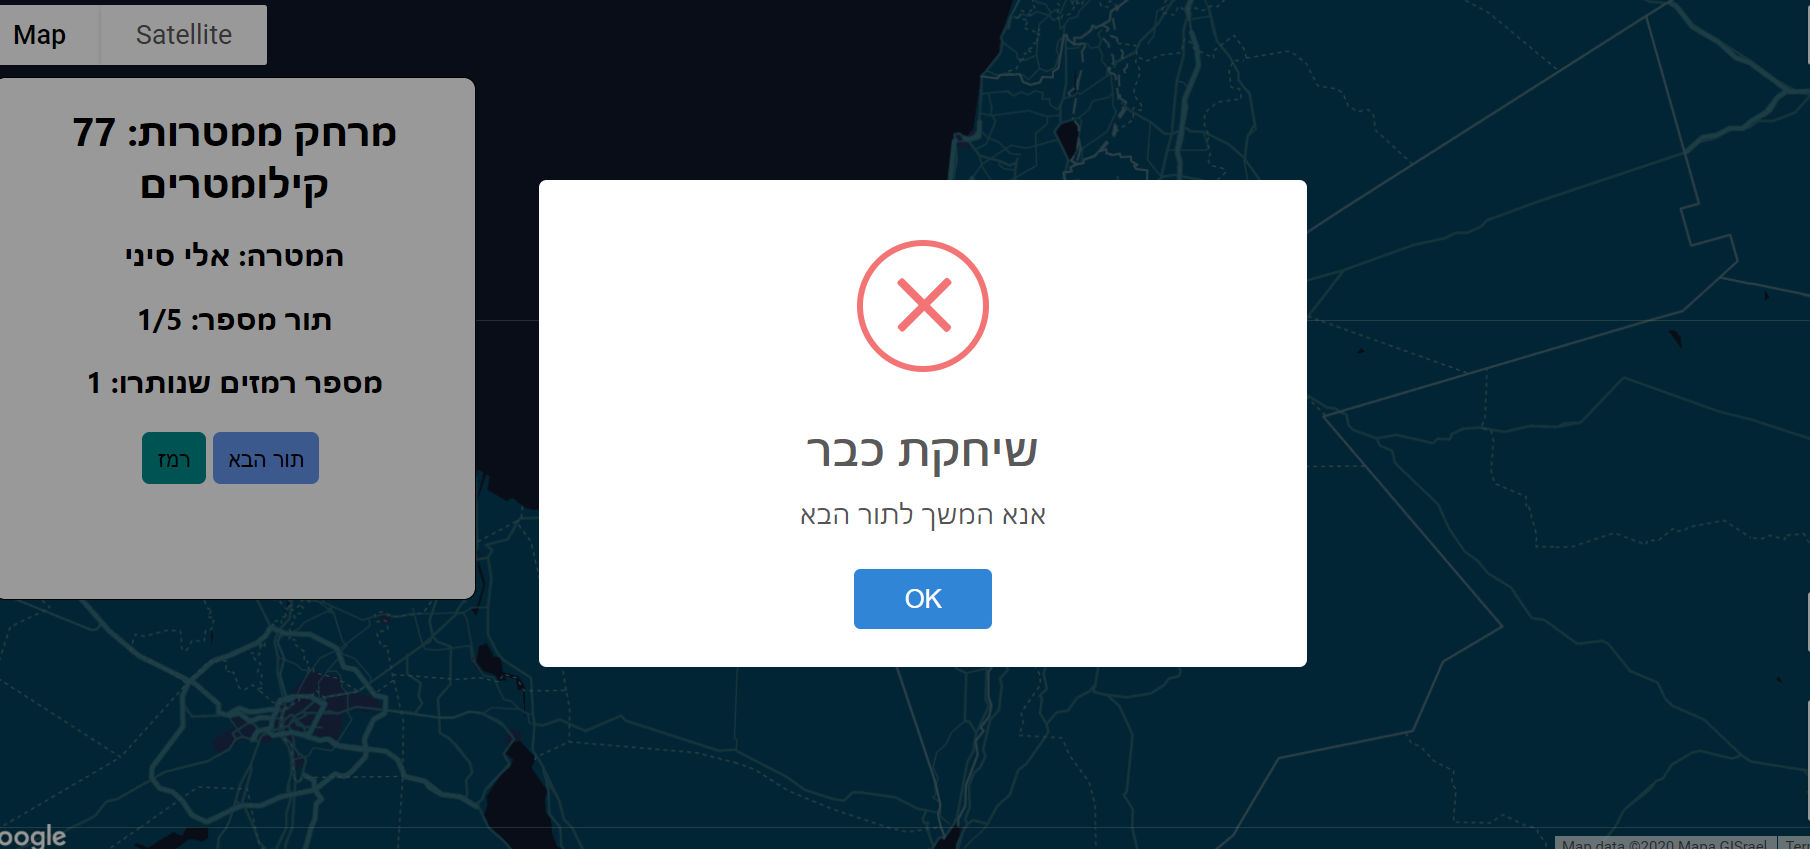 Map
Satellite
מרחק ממטרות: 77
קילומטרים
המטרה: אלי סיני
תור מספר: 1/5
מספר רמזים שנותרו: 1
תור הבא
רמז
שיחקת כבר
אנא המשך לתור הבא
OK
oogle
Map data ©2020 Mapa GISrael
Terr